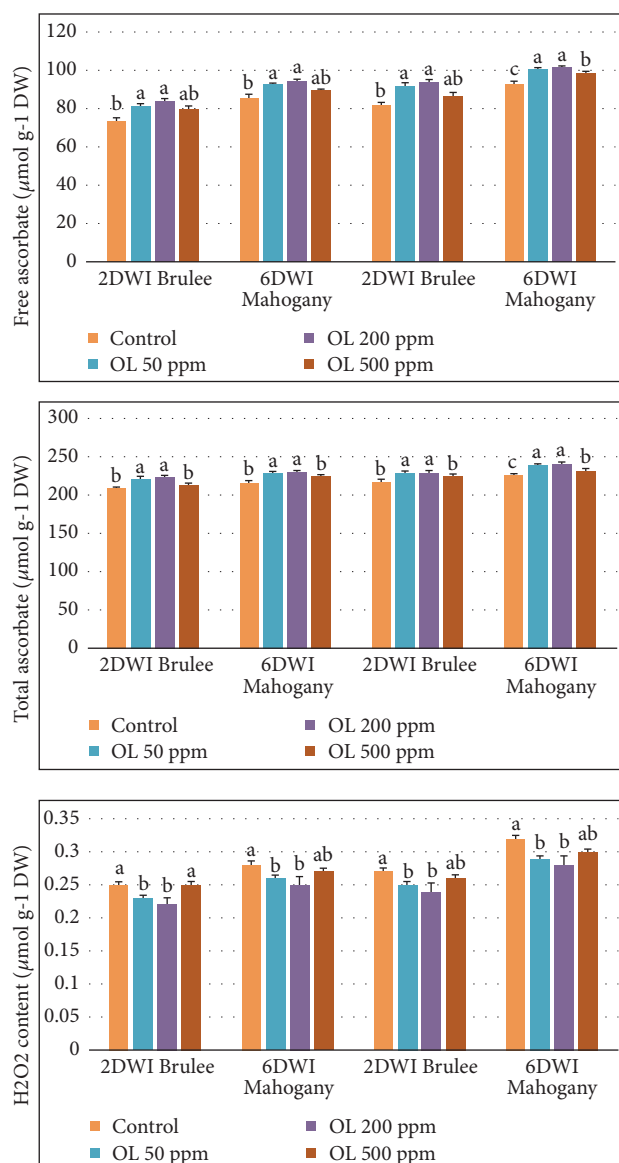 Free ascorbate (µmol g-1 DW)
120
100
80
60
40
20
0
b a a ab b a a ab b a a ab c a a b
2DWI Brulee 6DWI Mahogany 2DWI Brulee 6DWI Mahogany
Control OL 200 ppm
OL 50 ppm OL 500 ppm
Total ascorbate (µmol g-1 DW)
300
250
200
150
100
50
0
b a a b b a a b b a a b c a a b
2DWI Brulee 6DWI Mahogany 2DWI Brulee 6DWI Mahogany
Control OL 200 ppm
OL 50 ppm OL 500 ppm
H2O2 content (µmol g-1 DW)
0.35
0.3
0.25
0.2
0.15
0.1
0.05
0
a b b a a b b ab a b b ab a b b ab
2DWI Brulee 6DWI Mahogany 2DWI Brulee 6DWI Mahogany
Control OL 200 ppm
OL 50 ppm OL 500 ppm